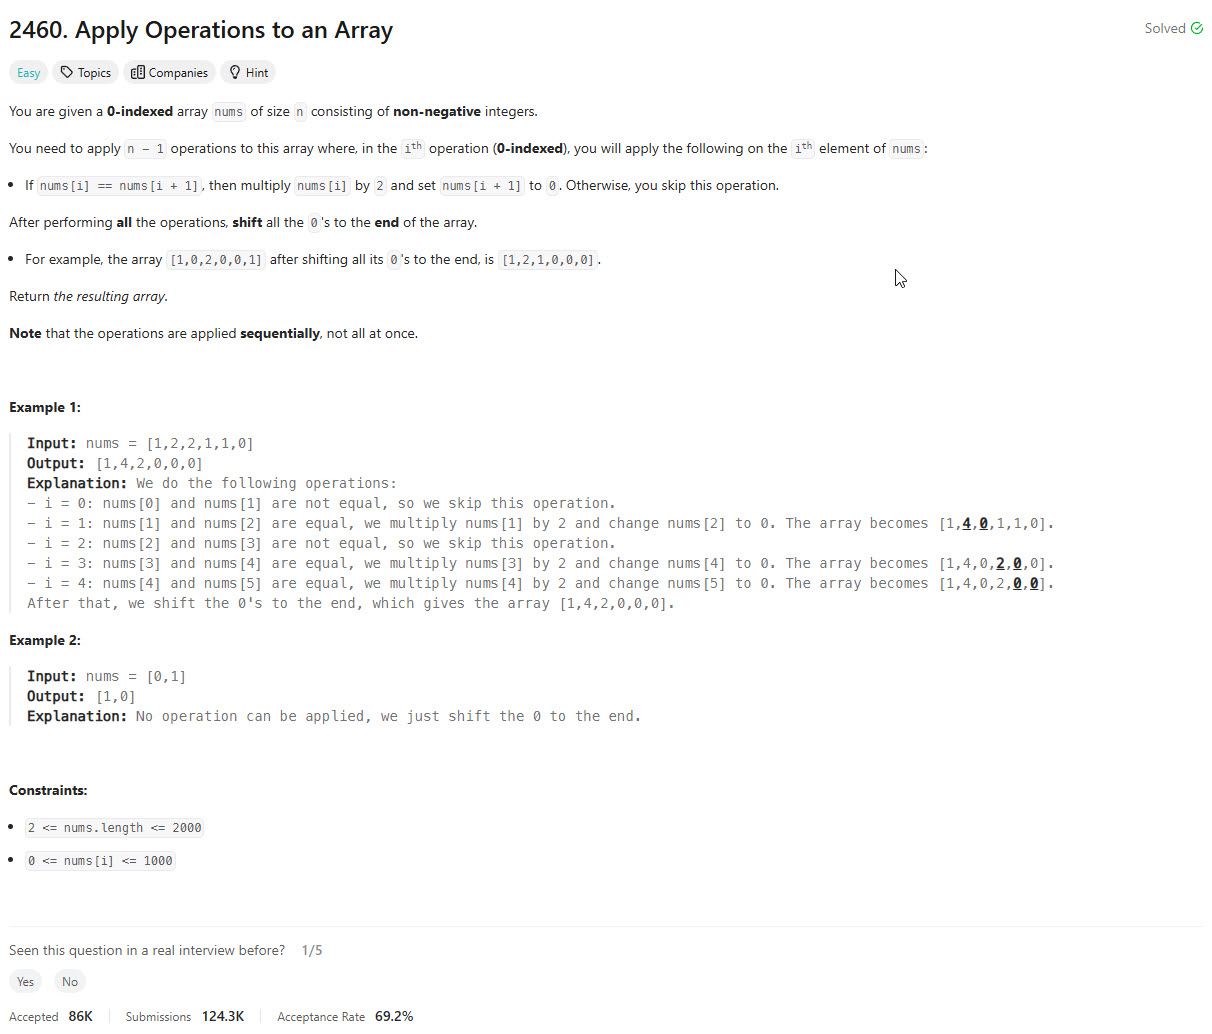 2460. Apply Operations to an Array
Solved
Easy Topics Companies Hint
You are given a 0-indexed array nums of size n consisting of non-negative integers.
You need to apply n - 1 operations to this array where, in the ith operation (0-indexed), you will apply the following on the ith element of nums:
• If nums[i] == nums[i + 1], then multiply nums[i] by 2 and set nums[i + 1] to 0. Otherwise, you skip this operation.
After performing all the operations, shift all the 0's to the end of the array.
• For example, the array [1,0,2,0,0,1] after shifting all its 0's to the end, is [1,2,1,0,0,0].
Return the resulting array.
Note that the operations are applied sequentially, not all at once.
Example 1:
Input: nums = [1,2,2,1,1,0]
Output: [1,4,2,0,0,0]
Explanation: We do the following operations:
- i = 0: nums[0] and nums[1] are not equal, so we skip this operation.
- i = 1: nums[1] and nums[2] are equal, we multiply nums[1] by 2 and change nums[2] to 0. The array becomes [1,4,0,1,1,0].
- i = 2: nums[2] and nums[3] are not equal, so we skip this operation.
- i = 3: nums[3] and nums[4] are equal, we multiply nums[3] by 2 and change nums[4] to 0. The array becomes [1,4,0,2,0,0].
- i = 4: nums[4] and nums[5] are equal, we multiply nums[4] by 2 and change nums[5] to 0. The array becomes [1,4,0,2,0,0].
After that, we shift the 0's to the end, which gives the array [1,4,2,0,0,0].
Example 2:
Input: nums = [0,1]
Output: [1,0]
Explanation: No operation can be applied, we just shift the 0 to the end.
Constraints:
• 2 <= nums.length <= 2000
• 0 <= nums[i] <= 1000
Seen this question in a real interview before? 1/5
Yes No
Accepted 86K Submissions 124.3K Acceptance Rate 69.2%